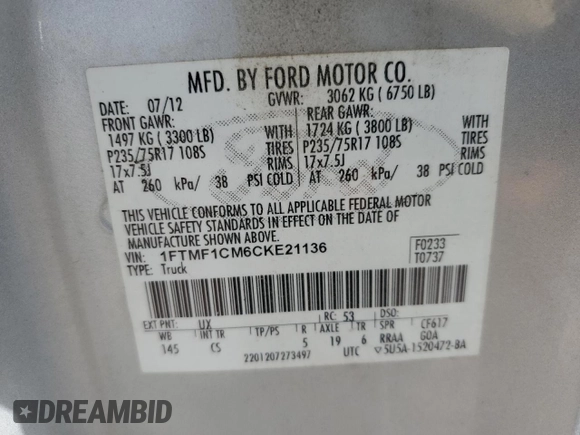 MFD. BY FORD MOTOR CO.
DATE: 07/12 GVWR: 3062 KG ( 6750 LB)
FRONT GAWR: REAR GAWR:
1497 KG ( 3300 LB) WITH 1724 KG ( 3800 LB) WITH
P235/75R17 108S TIRES P235/75R17 108S TIRES
17x7.5J RIMS 17x7.5J RIMS
AT 260 kPa/ 38 PSI COLD AT 260 kPa/ 38 PSI COLD
THIS VEHICLE CONFORMS TO ALL APPLICABLE FEDERAL MOTOR
VEHICLE SAFETY STANDARDS IN EFFECT ON THE DATE OF
MANUFACTURE SHOWN ABOVE.
VIN: 1FTMF1CM6CKE21136 F0233
TYPE: Truck T0737
EXT PNT: UX RC: 53 DSO:
WB INT TR TP/PS R AXLE TR SPR CF617
145 CS 5 19 6 RRAA GOA
2201207273497 UTC 5U5A-1520472-BA
DREAMBID